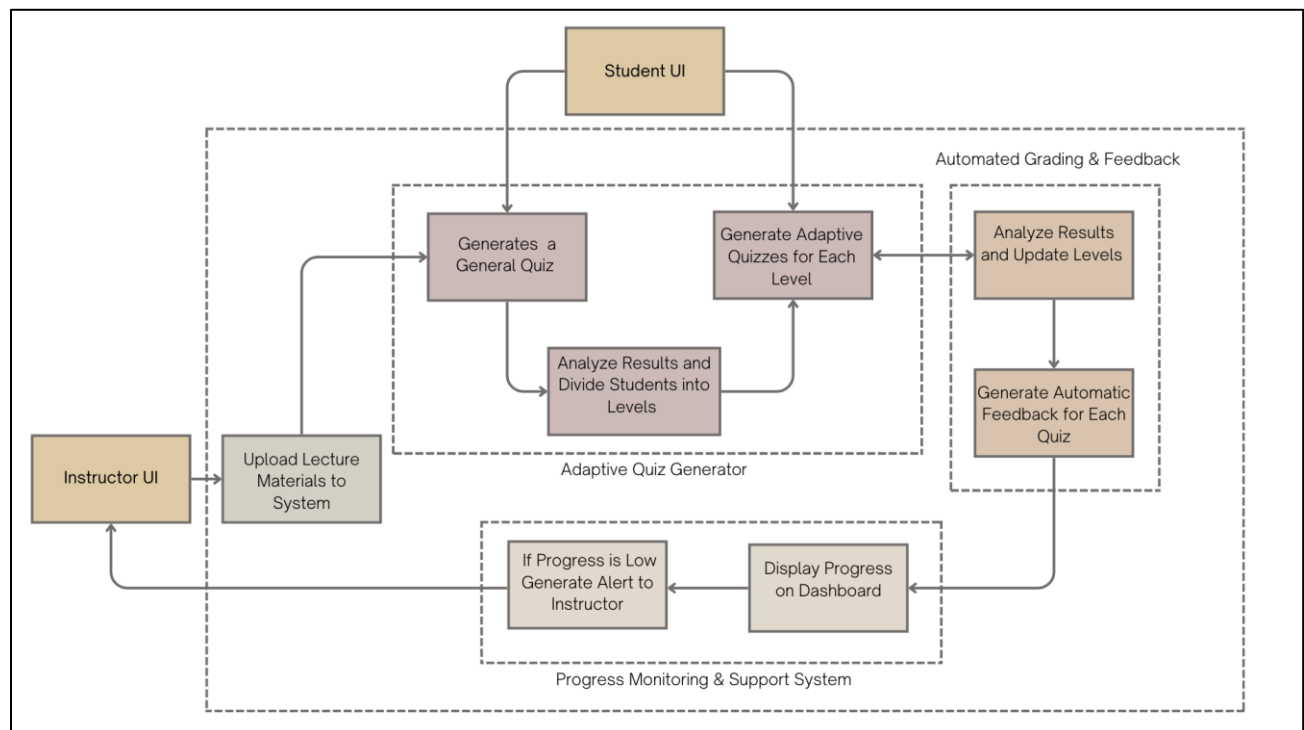 Student UI
Automated Grading & Feedback
Generates a
General Quiz
Generate Adaptive
Quizzes for Each
Level
Analyze Results
and Update Levels
Analyze Results and
Divide Students into
Levels
Generate Automatic
Feedback for Each
Quiz
Adaptive Quiz Generator
Instructor UI
Upload Lecture
Materials to
System
If Progress is Low
Generate Alert to
Instructor
Display Progress
on Dashboard
Progress Monitoring & Support System